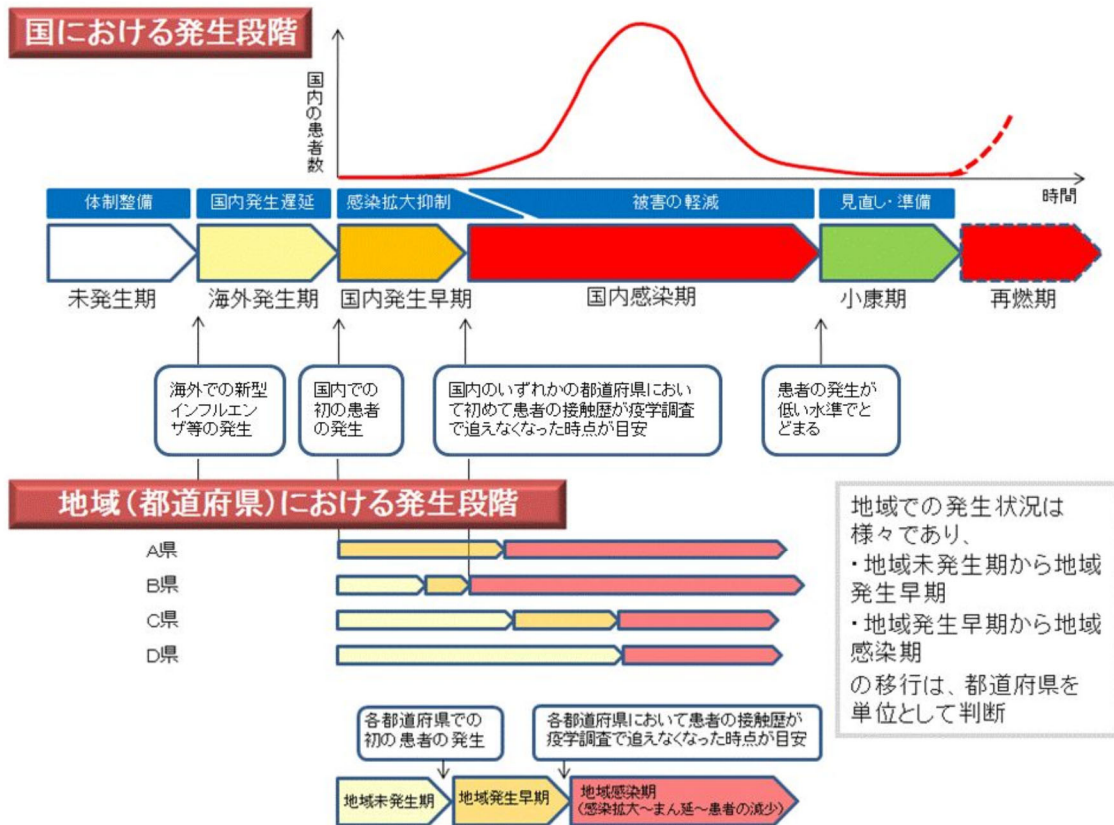 国における発生段階
国内の患者数
時間
体制整備
国内発生遅延
感染拡大抑制
被害の軽減
見直し・準備
未発生期
海外発生期
国内発生早期
国内感染期
小康期
再燃期
海外での新型
インフルエン
ザ等の発生
国内での
初の患者
の発生
国内のいずれかの都道府県におい
て初めて患者の接触歴が疫学調査
で追えなくなった時点が目安
患者の発生が
低い水準でと
どまる
地域(都道府県)における発生段階
A県
B県
C県
D県
地域での発生状況は
様々であり、
・地域未発生期から地域
発生早期
・地域発生早期から地域
感染期
の移行は、都道府県を
単位として判断
各都道府県での
初の患者の発生
各都道府県において患者の接触歴が
疫学調査で追えなくなった時点が目安
地域未発生期
地域発生早期
地域感染期
(感染拡大～まん延～患者の減少)